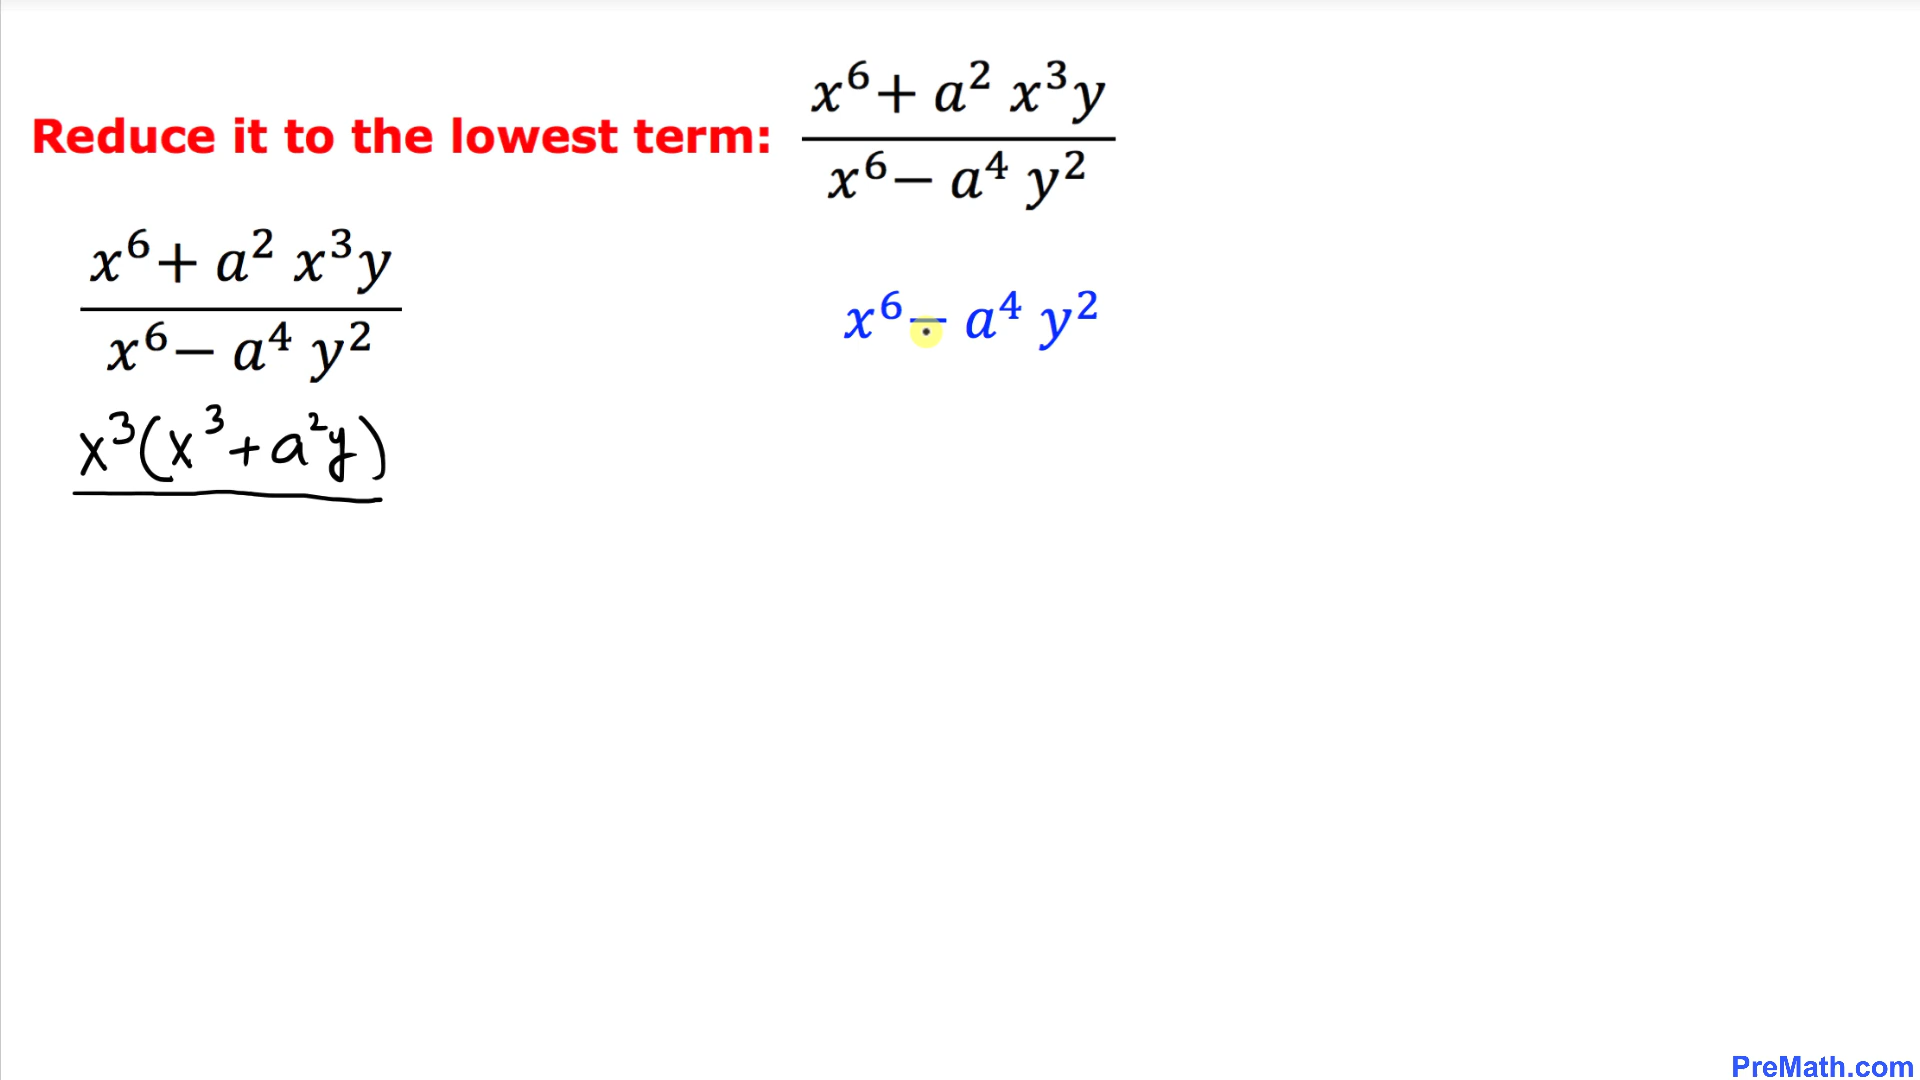 Reduce it to the lowest term:
x⁶+ a² x³y
x⁶− a⁴ y²
x⁶+ a² x³y
x⁶− a⁴ y²
x⁶− a⁴ y²
x³(x³+a²y)
PreMath.com